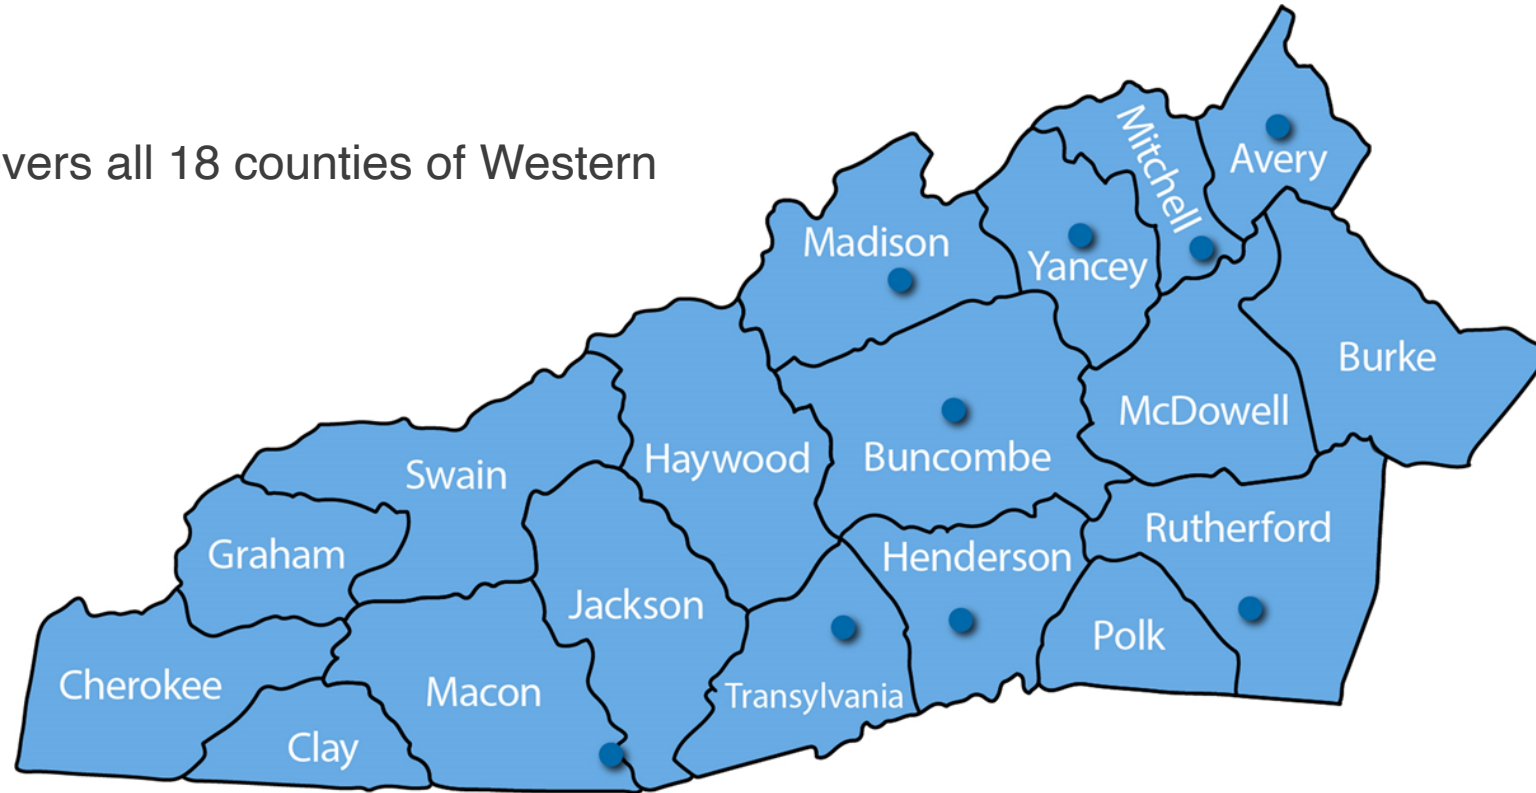 vers all 18 counties of Western
Mitchell
Avery
Madison
Yancey
Burke
McDowell
Haywood
Buncombe
Swain
Rutherford
Graham
Henderson
Jackson
Polk
Cherokee
Macon
Transylvania
Clay